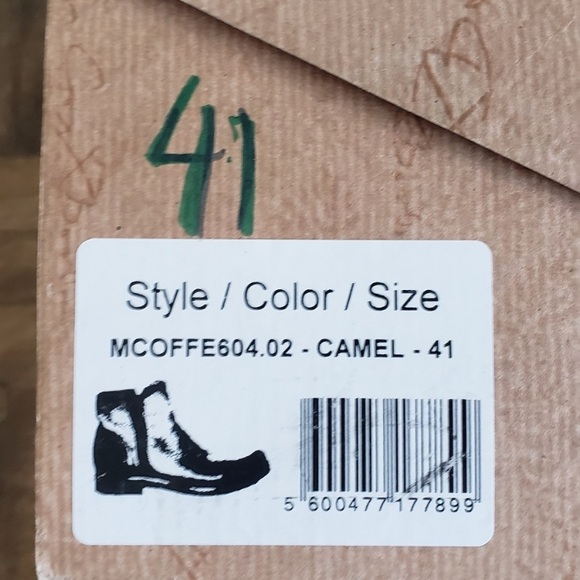 41
Style / Color / Size
MCOFFE604.02 - CAMEL - 41
5 600477 177899